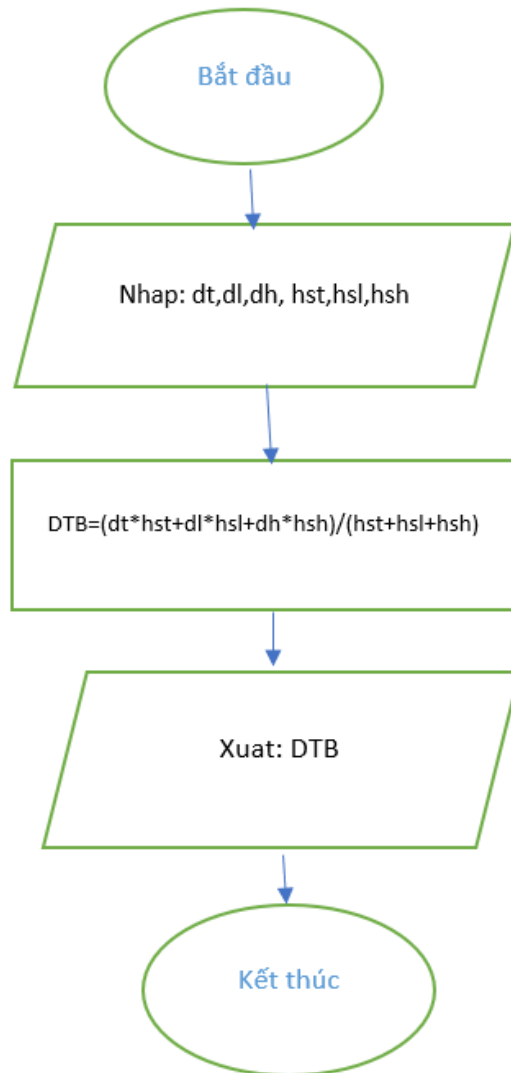 Bắt đầu
Nhap: dt,dl,dh, hst,hsl,hsh
DTB=(dt*hst+dl*hsl+dh*hsh)/(hst+hsl+hsh)
Xuat: DTB
Kết thúc